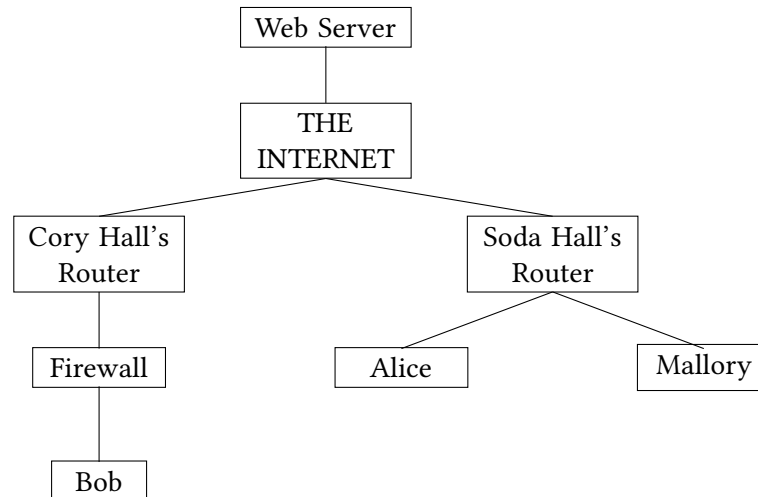 Web Server
THE
INTERNET
Cory Hall's
Router
Soda Hall's
Router
Firewall
Alice
Mallory
Bob